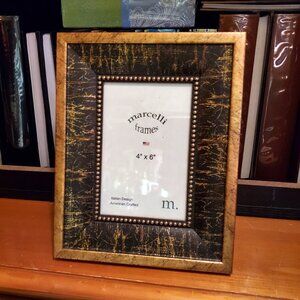 marcelli
frames
4" x 6"
Italian Design
American Crafted
m.